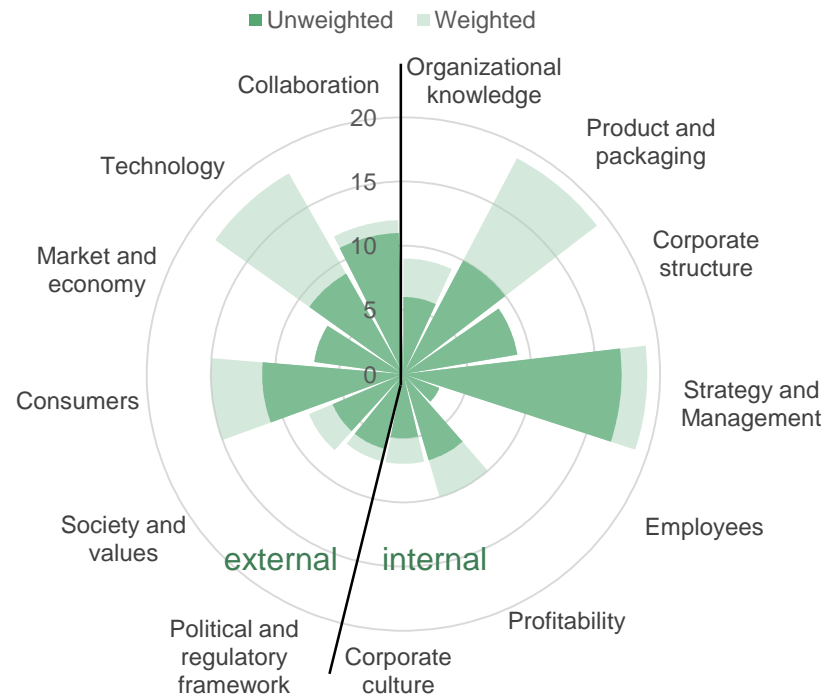 Unweighted
Weighted
Collaboration
Organizational
knowledge
Product and
packaging
Corporate
structure
Strategy and
Management
Employees
Profitability
Corporate
culture
Political and
regulatory
framework
Society and
values
Consumers
Market and
economy
Technology
20
15
10
5
0
external
internal